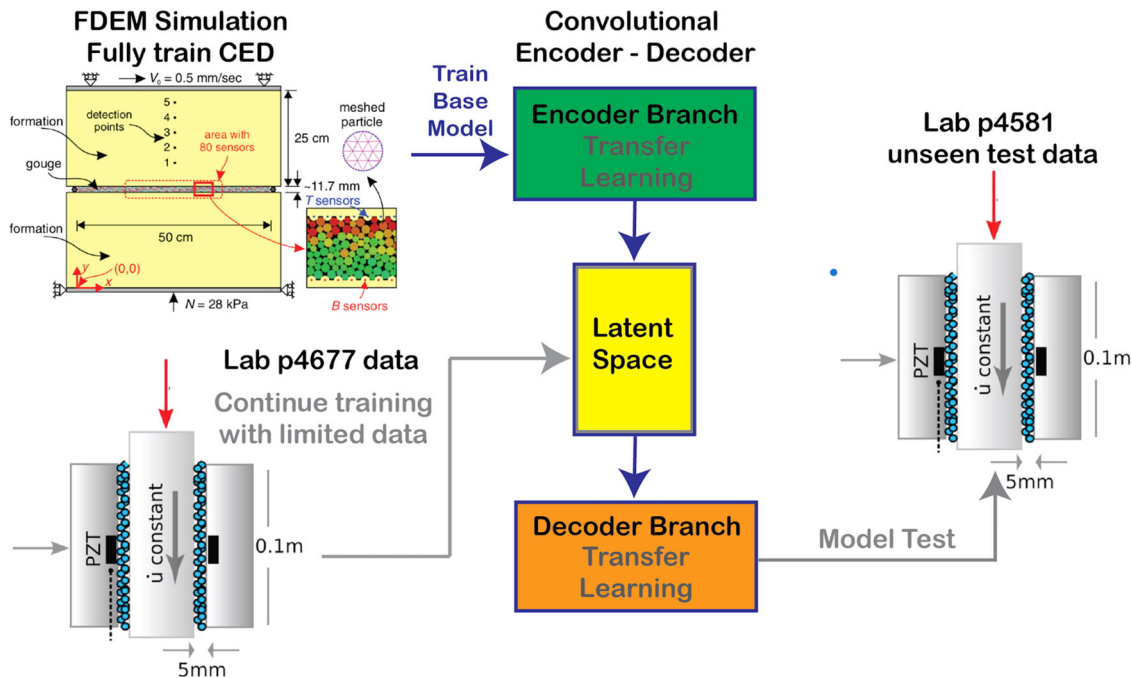 FDEM Simulation
Fully train CED
V₀ = 0.5 mm/sec
5
4
3
2
1
detection
points
formation
gouge
area with
80 sensors
25 cm
meshed
particle
~11.7 mm
T sensors
50 cm
formation
y
(0,0)
x
N = 28 kPa
B sensors
Convolutional
Encoder - Decoder
Train
Base
Model
Encoder Branch
Transfer
Learning
Latent
Space
Decoder Branch
Transfer
Learning
Lab p4677 data
Continue training
with limited data
PZT
u̇ constant
0.1m
5mm
Model Test
Lab p4581
unseen test data
PZT
u̇ constant
0.1m
5mm